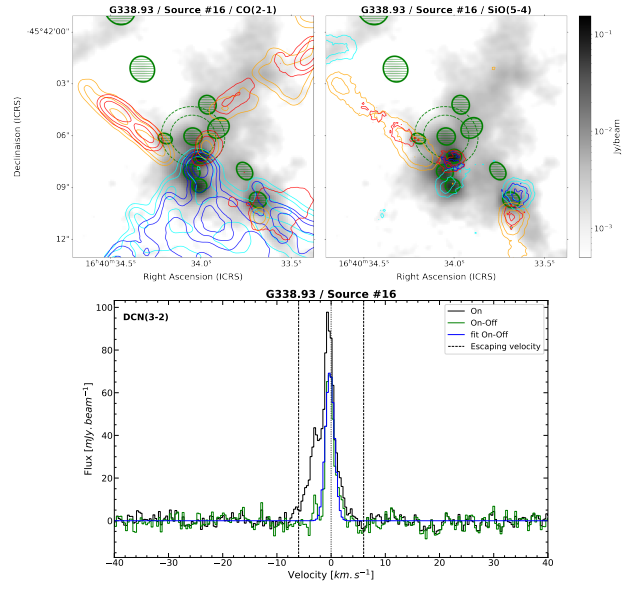 G338.93 / Source #16 / CO(2-1)
G338.93 / Source #16 / SiO(5-4)
-45°42'00"
03"
06"
09"
12"
Declinaison (ICRS)
16ʰ40ᵐ34.5ˢ 34.0ˢ 33.5ˢ
Right Ascension (ICRS)
16ʰ40ᵐ34.5ˢ 34.0ˢ 33.5ˢ
Right Ascension (ICRS)
10⁻¹
10⁻²
10⁻³
Jy/beam
G338.93 / Source #16
DCN(3-2)
On
On-Off
fit On-Off
Escaping velocity
100
80
60
40
20
0
Flux [mJy.beam⁻¹]
−40 −30 −20 −10 0 10 20 30 40
Velocity [km.s⁻¹]